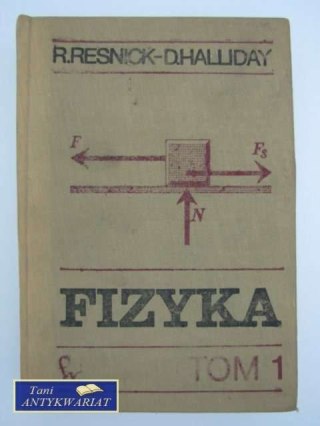 R.RESNICK-D.HALLIDAY
F
Fs
N
FIZYKA
TOM 1
Tani
ANTYKWARIAT